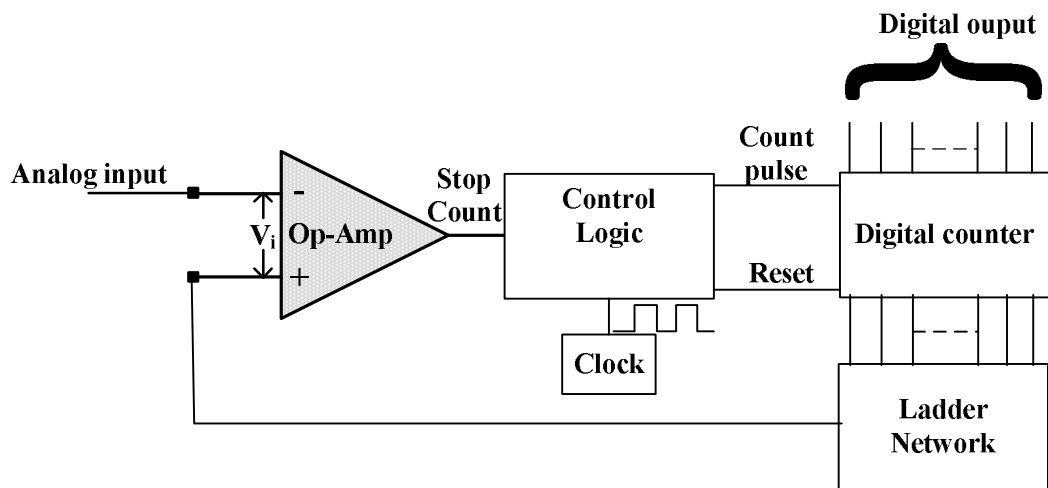 Digital ouput
Analog input
-
Vi
Op-Amp
+
Stop
Count
Control
Logic
Clock
Count
pulse
Reset
Digital counter
Ladder
Network